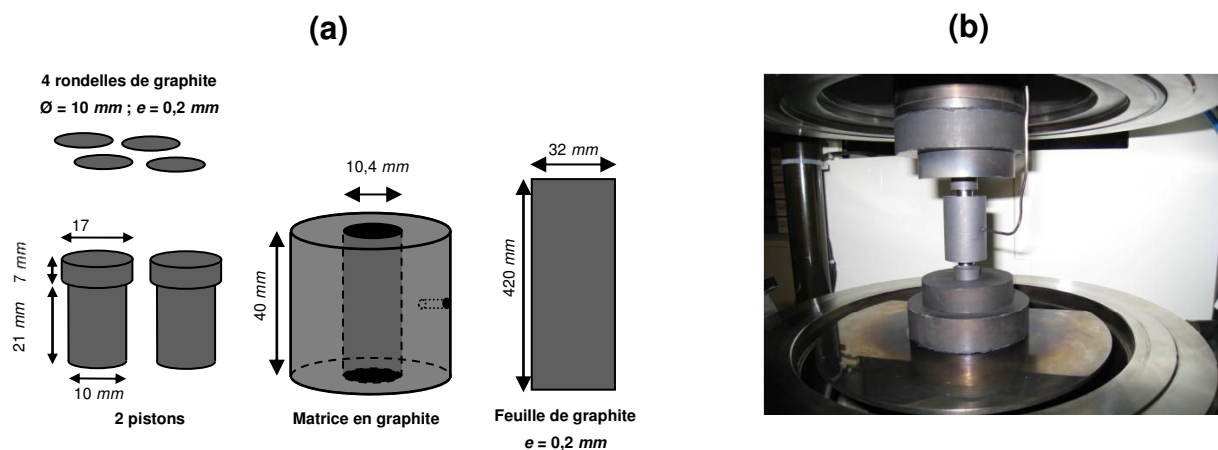 (a)
(b)
4 rondelles de graphite
Ø = 10 mm ; e = 0,2 mm
32 mm
10,4 mm
17
7 mm
21 mm
40 mm
420 mm
10 mm
2 pistons
Matrice en graphite
Feuille de graphite
e = 0,2 mm